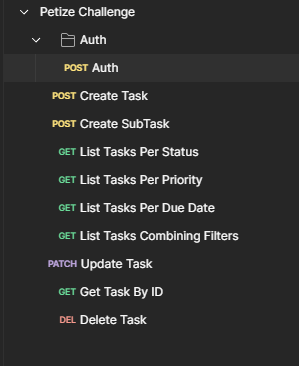 Petize Challenge
Auth
POST Auth
POST Create Task
POST Create SubTask
GET List Tasks Per Status
GET List Tasks Per Priority
GET List Tasks Per Due Date
GET List Tasks Combining Filters
PATCH Update Task
GET Get Task By ID
DEL Delete Task